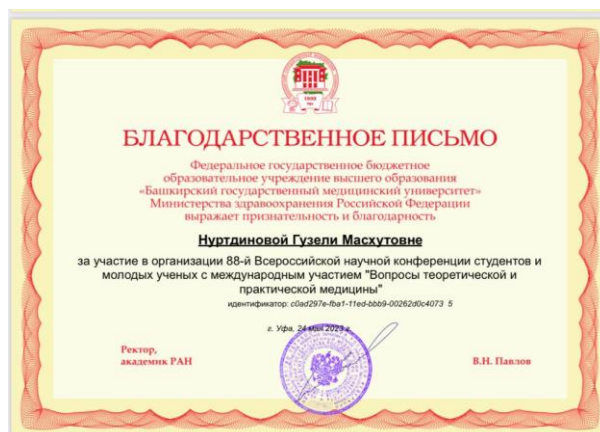 1932
БЛАГОДАРСТВЕННОЕ ПИСЬМО
Федеральное государственное бюджетное
образовательное учреждение высшего образования
«Башкирский государственный медицинский университет»
Министерства здравоохранения Российской Федерации
выражает признательность и благодарность
Нуртдиновой Гузели Масхутовне
за участие в организации 88-й Всероссийской научной конференции студентов и
молодых ученых с международным участием "Вопросы теоретической и
практической медицины"
идентификатор: c0ad297e-fba1-11ed-bbb9-00262d0c4073 5
г. Уфа, 24 мая 2023 г.
Ректор,
академик РАН
В.Н. Павлов